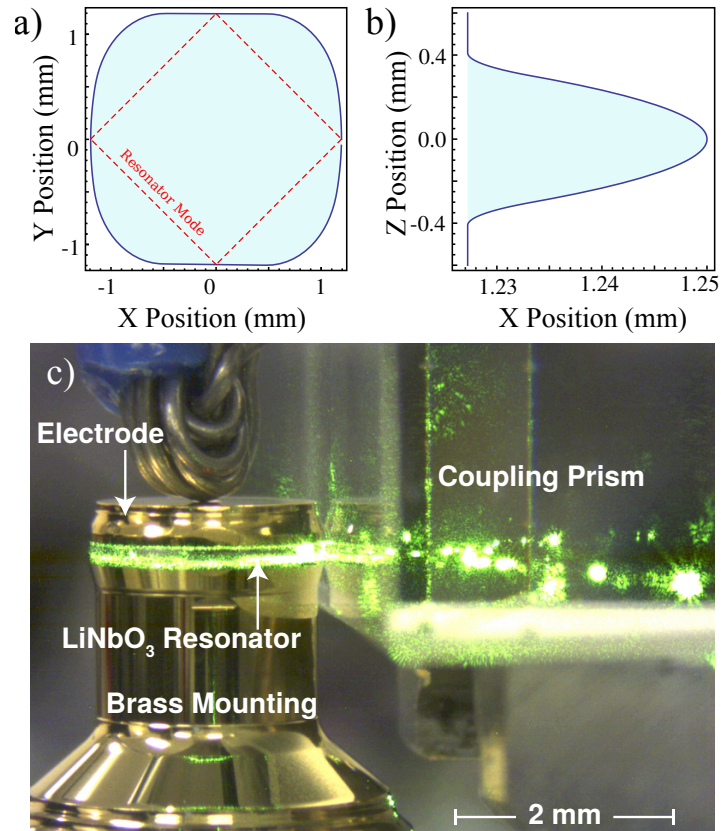 a)
Y Position (mm)
1
0
-1
-1
0
1
X Position (mm)
Resonator Mode
b)
Z Position (mm)
0.4
0.0
-0.4
1.23
1.24
1.25
X Position (mm)
c)
Electrode
Coupling Prism
LiNbO₃ Resonator
Brass Mounting
2 mm